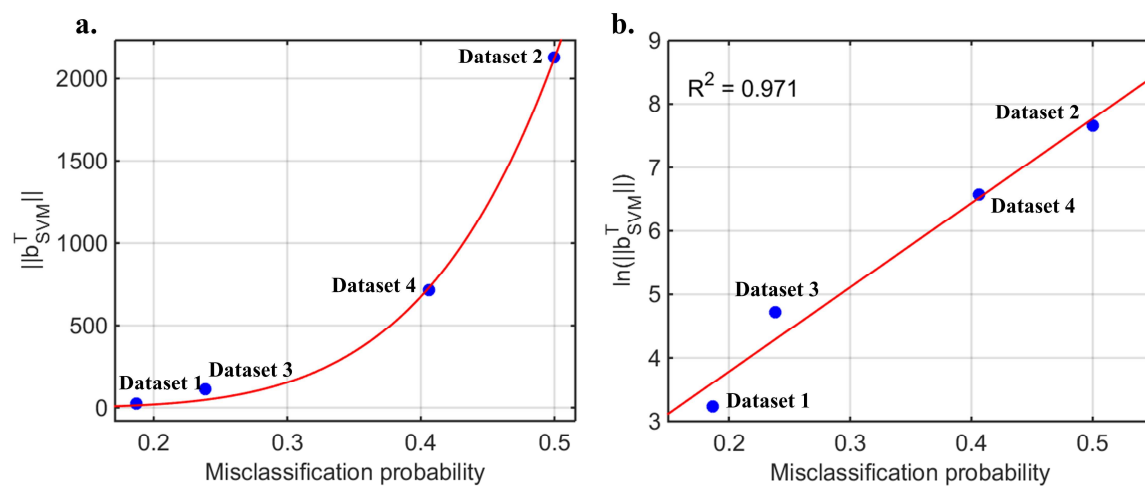 a.
2000
1500
1000
500
0
0.2
0.3
0.4
0.5
||b^T_SVM||
Misclassification probability
Dataset 2
Dataset 4
Dataset 3
Dataset 1
b.
9
8
7
6
5
4
3
0.2
0.3
0.4
0.5
ln(||b^T_SVM||)
Misclassification probability
R² = 0.971
Dataset 2
Dataset 4
Dataset 3
Dataset 1